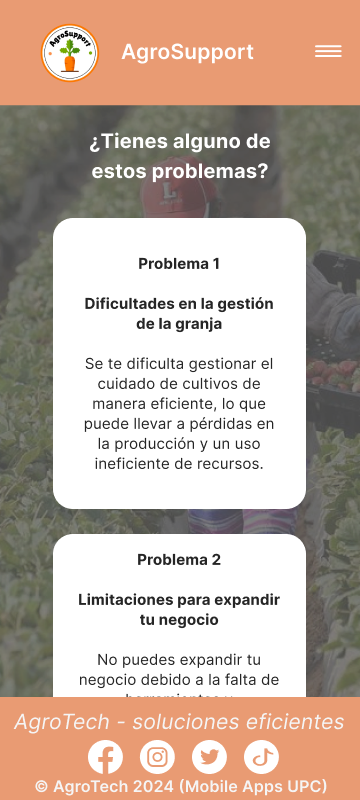 AgroSupport
AgroSupport
¿Tienes alguno de
estos problemas?
L
Problema 1
Dificultades en la gestión
de la granja
Se te dificulta gestionar el
cuidado de cultivos de
manera eficiente, lo que
puede llevar a pérdidas en
la producción y un uso
ineficiente de recursos.
Problema 2
Limitaciones para expandir
tu negocio
No puedes expandir tu
negocio debido a la falta de
AgroTech - soluciones eficientes
© AgroTech 2024 (Mobile Apps UPC)